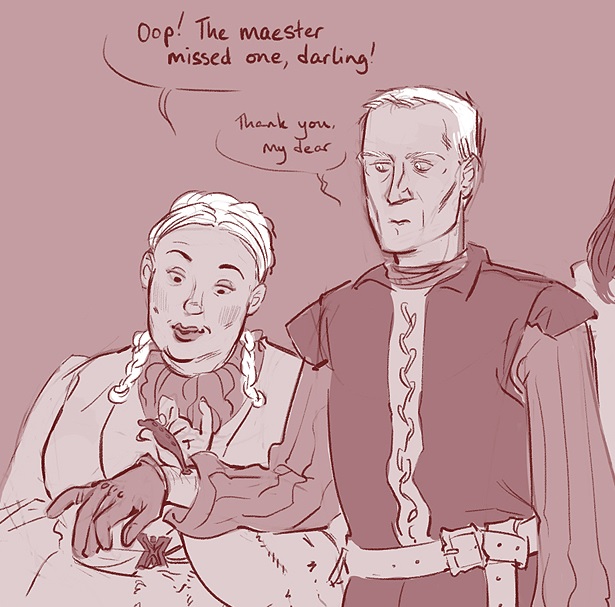 Oop! The maester
missed one, darling!
Thank you,
my dear